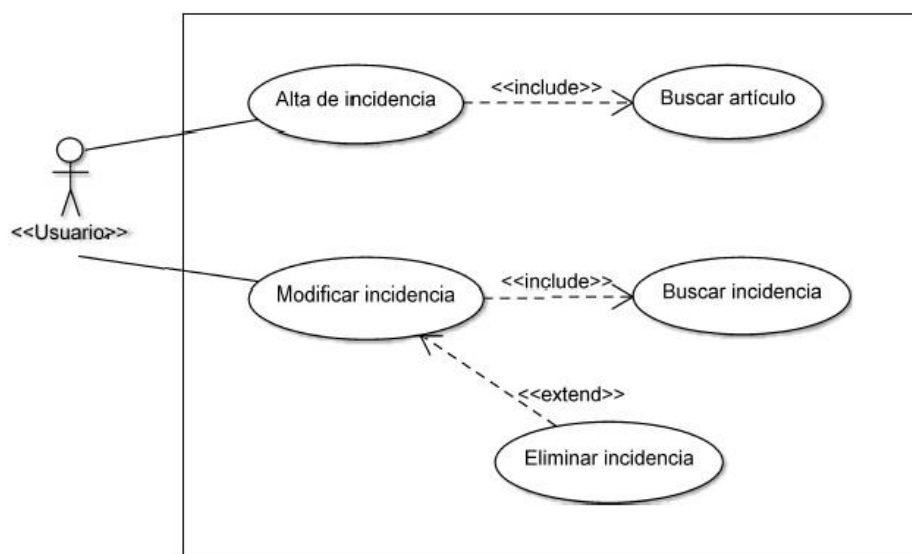 Alta de incidencia
<<include>>
Buscar artículo
<<Usuario>>
Modificar incidencia
<<include>>
Buscar incidencia
<<extend>>
Eliminar incidencia